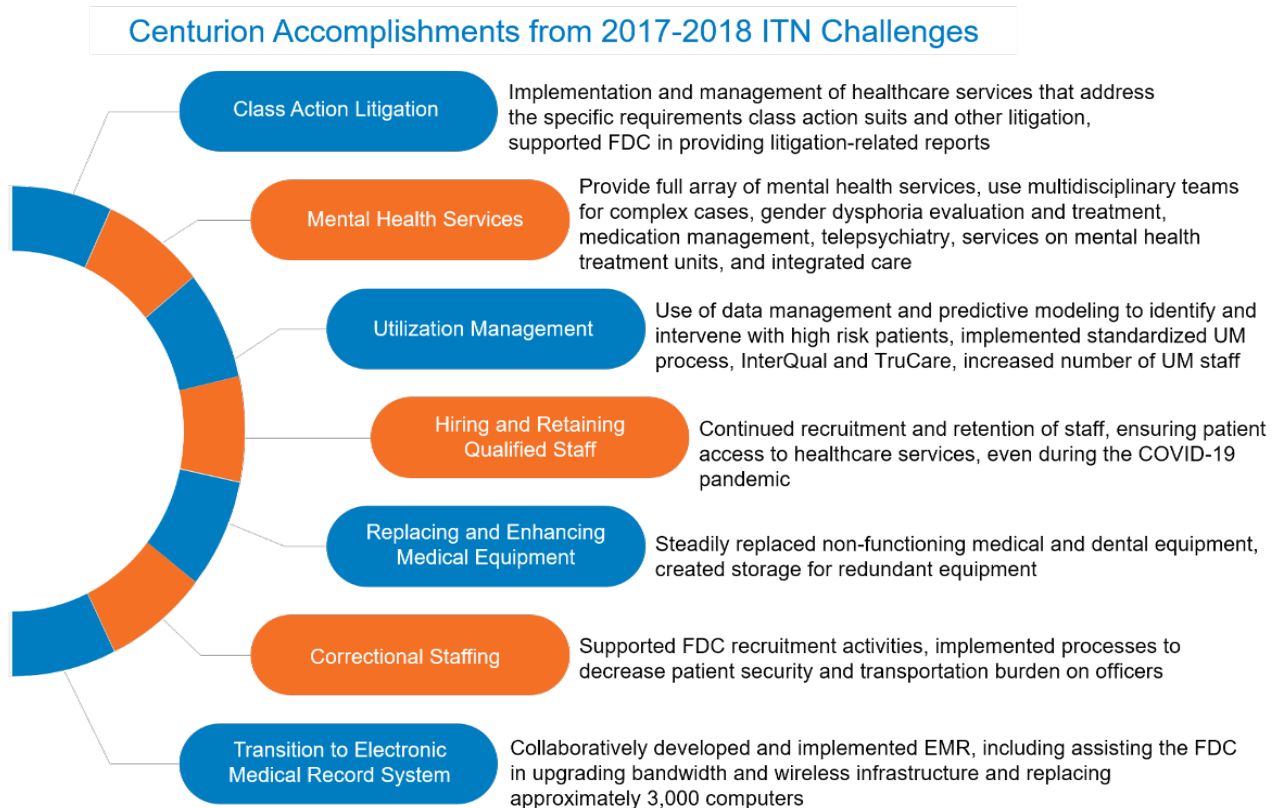 Centurion Accomplishments from 2017-2018 ITN Challenges
Class Action Litigation
Implementation and management of healthcare services that address
the specific requirements class action suits and other litigation,
supported FDC in providing litigation-related reports
Mental Health Services
Provide full array of mental health services, use multidisciplinary teams
for complex cases, gender dysphoria evaluation and treatment,
medication management, telepsychiatry, services on mental health
treatment units, and integrated care
Utilization Management
Use of data management and predictive modeling to identify and
intervene with high risk patients, implemented standardized UM
process, InterQual and TruCare, increased number of UM staff
Hiring and Retaining
Qualified Staff
Continued recruitment and retention of staff, ensuring patient
access to healthcare services, even during the COVID-19
pandemic
Replacing and Enhancing
Medical Equipment
Steadily replaced non-functioning medical and dental equipment,
created storage for redundant equipment
Correctional Staffing
Supported FDC recruitment activities, implemented processes to
decrease patient security and transportation burden on officers
Transition to Electronic
Medical Record System
Collaboratively developed and implemented EMR, including assisting the FDC
in upgrading bandwidth and wireless infrastructure and replacing
approximately 3,000 computers